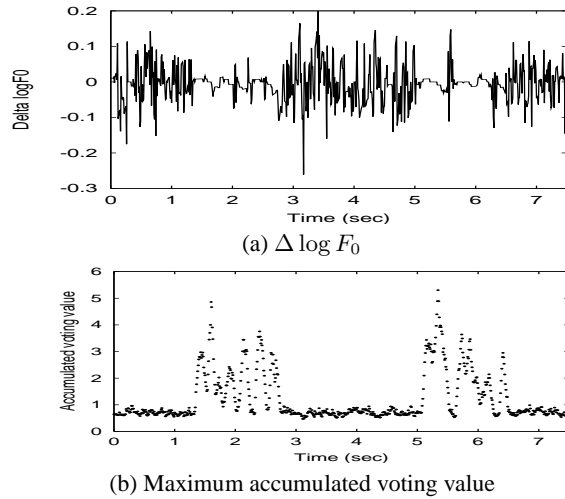 0.2
0.1
0
-0.1
-0.2
-0.3
Delta logF0
0 1 2 3 4 5 6 7
Time (sec)
(a) Δ log F₀
6
5
4
3
2
1
0
Accumulated voting value
0 1 2 3 4 5 6 7
Time (sec)
(b) Maximum accumulated voting value